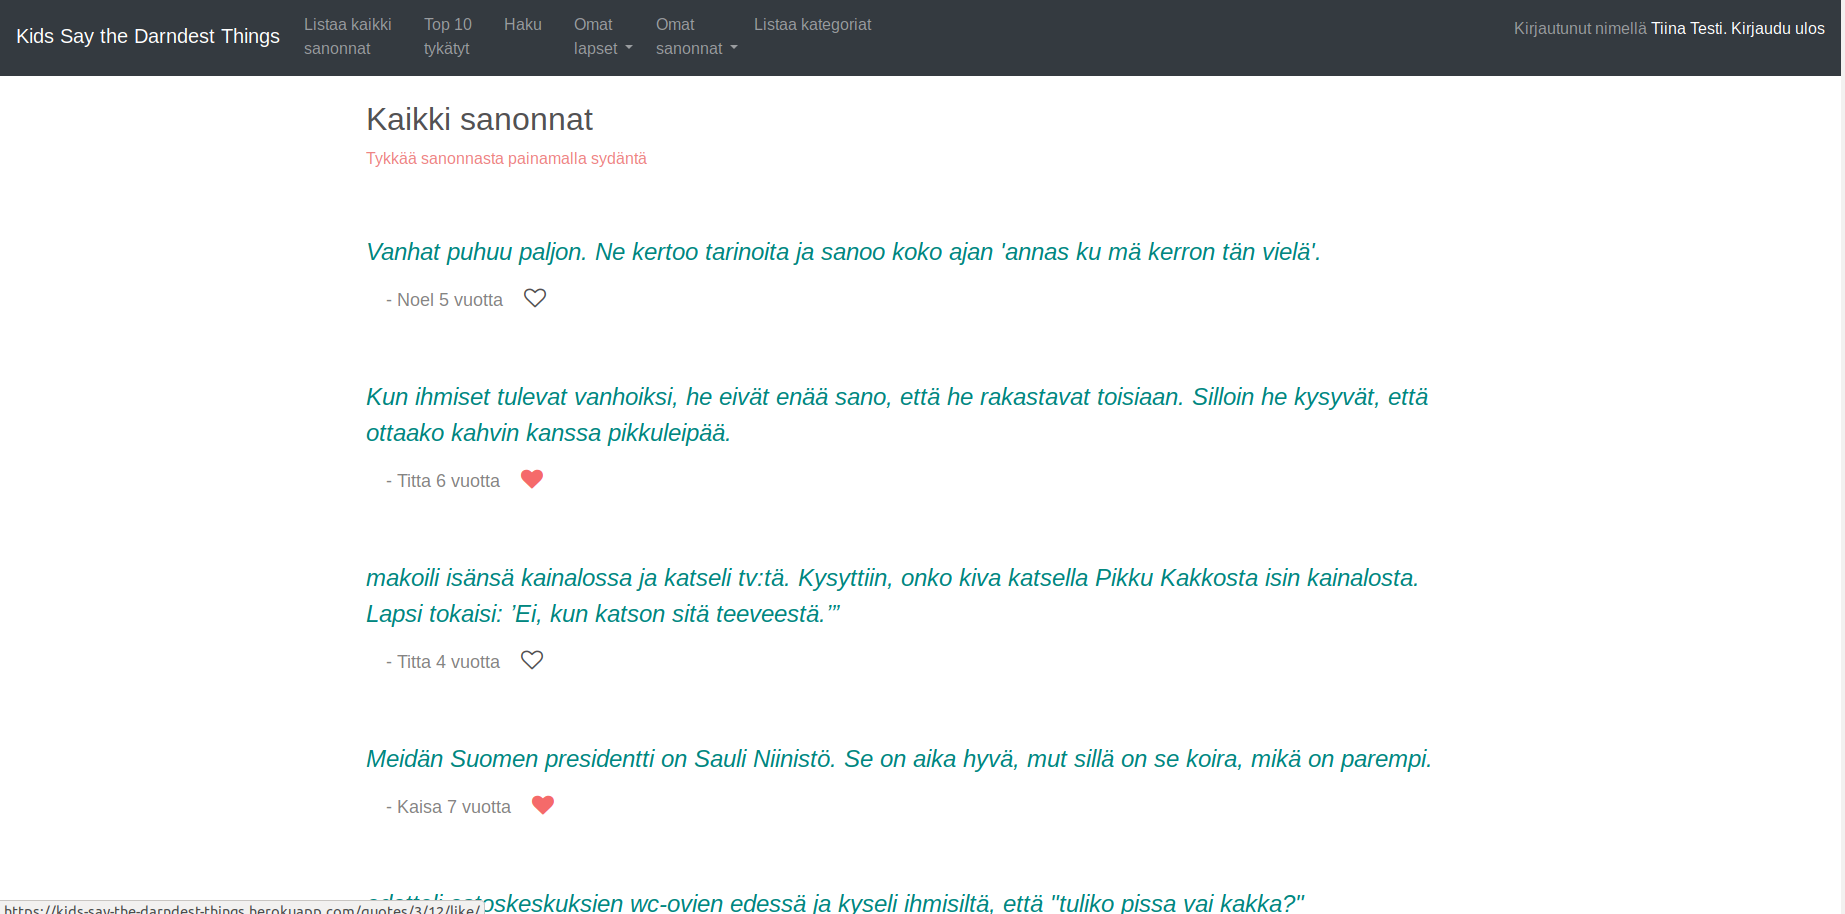 Kids Say the Darndest Things
Listaa kaikki
sanonnat
Top 10
tykätyt
Haku
Omat
lapset
Omat
sanonnat
Listaa kategoriat
Kirjautunut nimellä Tiina Testi. Kirjaudu ulos
Kaikki sanonnat
Tykkää sanonnasta painamalla sydäntä
Vanhat puhuu paljon. Ne kertoo tarinoita ja sanoo koko ajan 'annas ku mä kerron tän vielä'.
- Noel 5 vuotta
Kun ihmiset tulevat vanhoiksi, he eivät enää sano, että he rakastavat toisiaan. Silloin he kysyvät, että
ottaako kahvin kanssa pikkuleipää.
- Titta 6 vuotta
makoili isänsä kainalossa ja katseli tv:tä. Kysyttiin, onko kiva katsella Pikku Kakkosta isin kainalosta.
Lapsi tokaisi: ’Ei, kun katson sitä teeveestä.’”
- Titta 4 vuotta
Meidän Suomen presidentti on Sauli Niinistö. Se on aika hyvä, mut sillä on se koira, mikä on parempi.
- Kaisa 7 vuotta
wc-ovien edessä ja kyseli ihmisiltä, että "tuliko pissa vai kakka?"
https://kids-say-the-darndest-things.herokuapp.com/quotes/3/12/like/